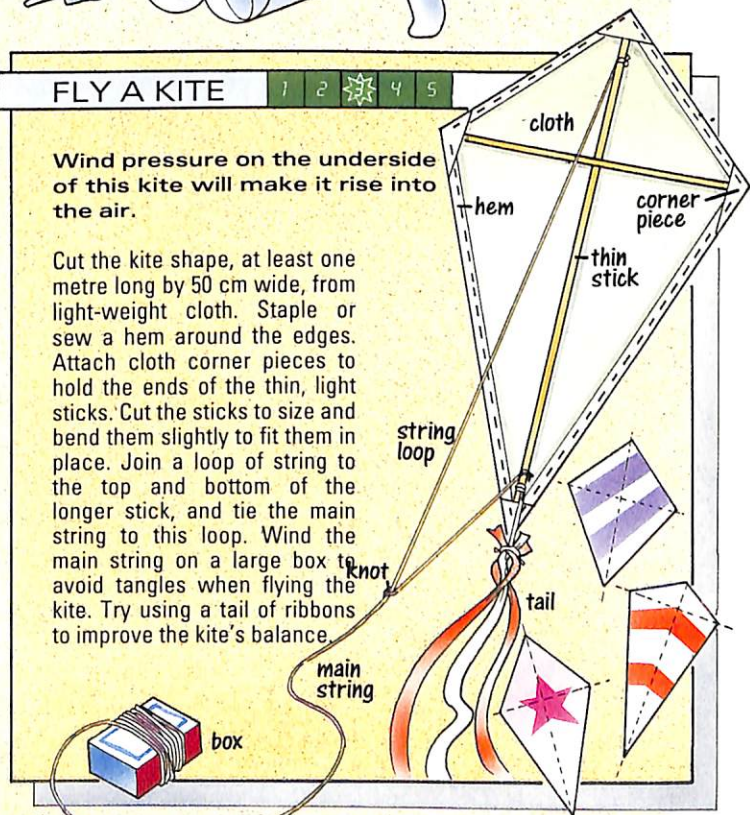 FLY A KITE
1 2 3 4 5
Wind pressure on the underside
of this kite will make it rise into
the air.
Cut the kite shape, at least one
metre long by 50 cm wide, from
light-weight cloth. Staple or
sew a hem around the edges.
Attach cloth corner pieces to
hold the ends of the thin, light
sticks. Cut the sticks to size and
bend them slightly to fit them in
place. Join a loop of string to
the top and bottom of the
longer stick, and tie the main
string to this loop. Wind the
main string on a large box to
avoid tangles when flying the
kite. Try using a tail of ribbons
to improve the kite's balance.
cloth
hem
corner
piece
thin
stick
string
loop
knot
tail
main
string
box